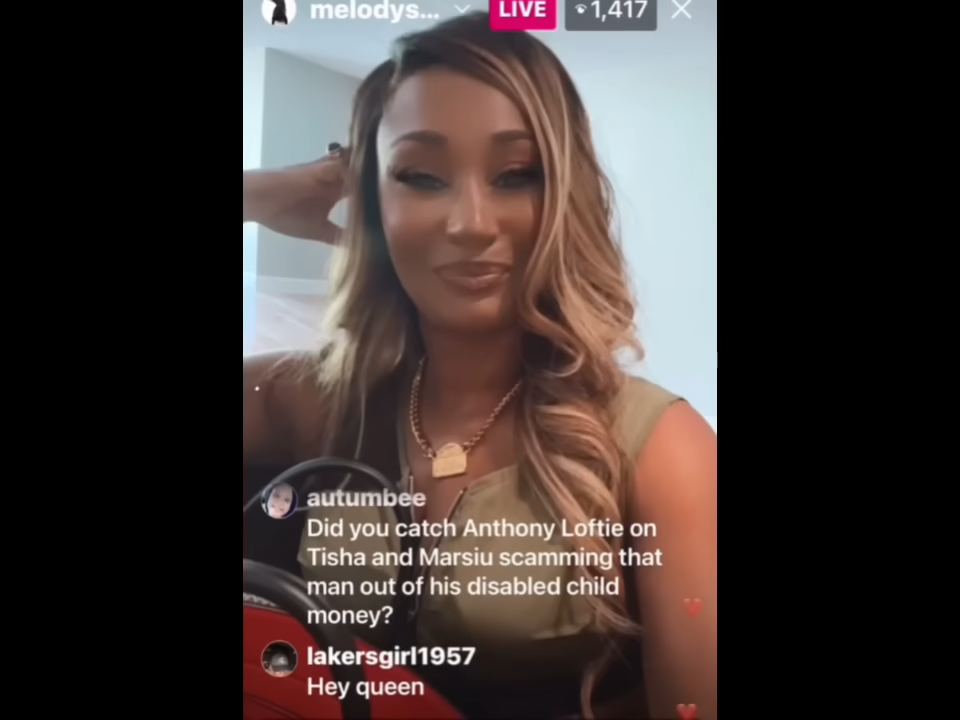 melodys...
LIVE
1,417
autumbee
Did you catch Anthony Loftie on
Tisha and Marsiu scamming that
man out of his disabled child
money?
lakersgirl1957
Hey queen